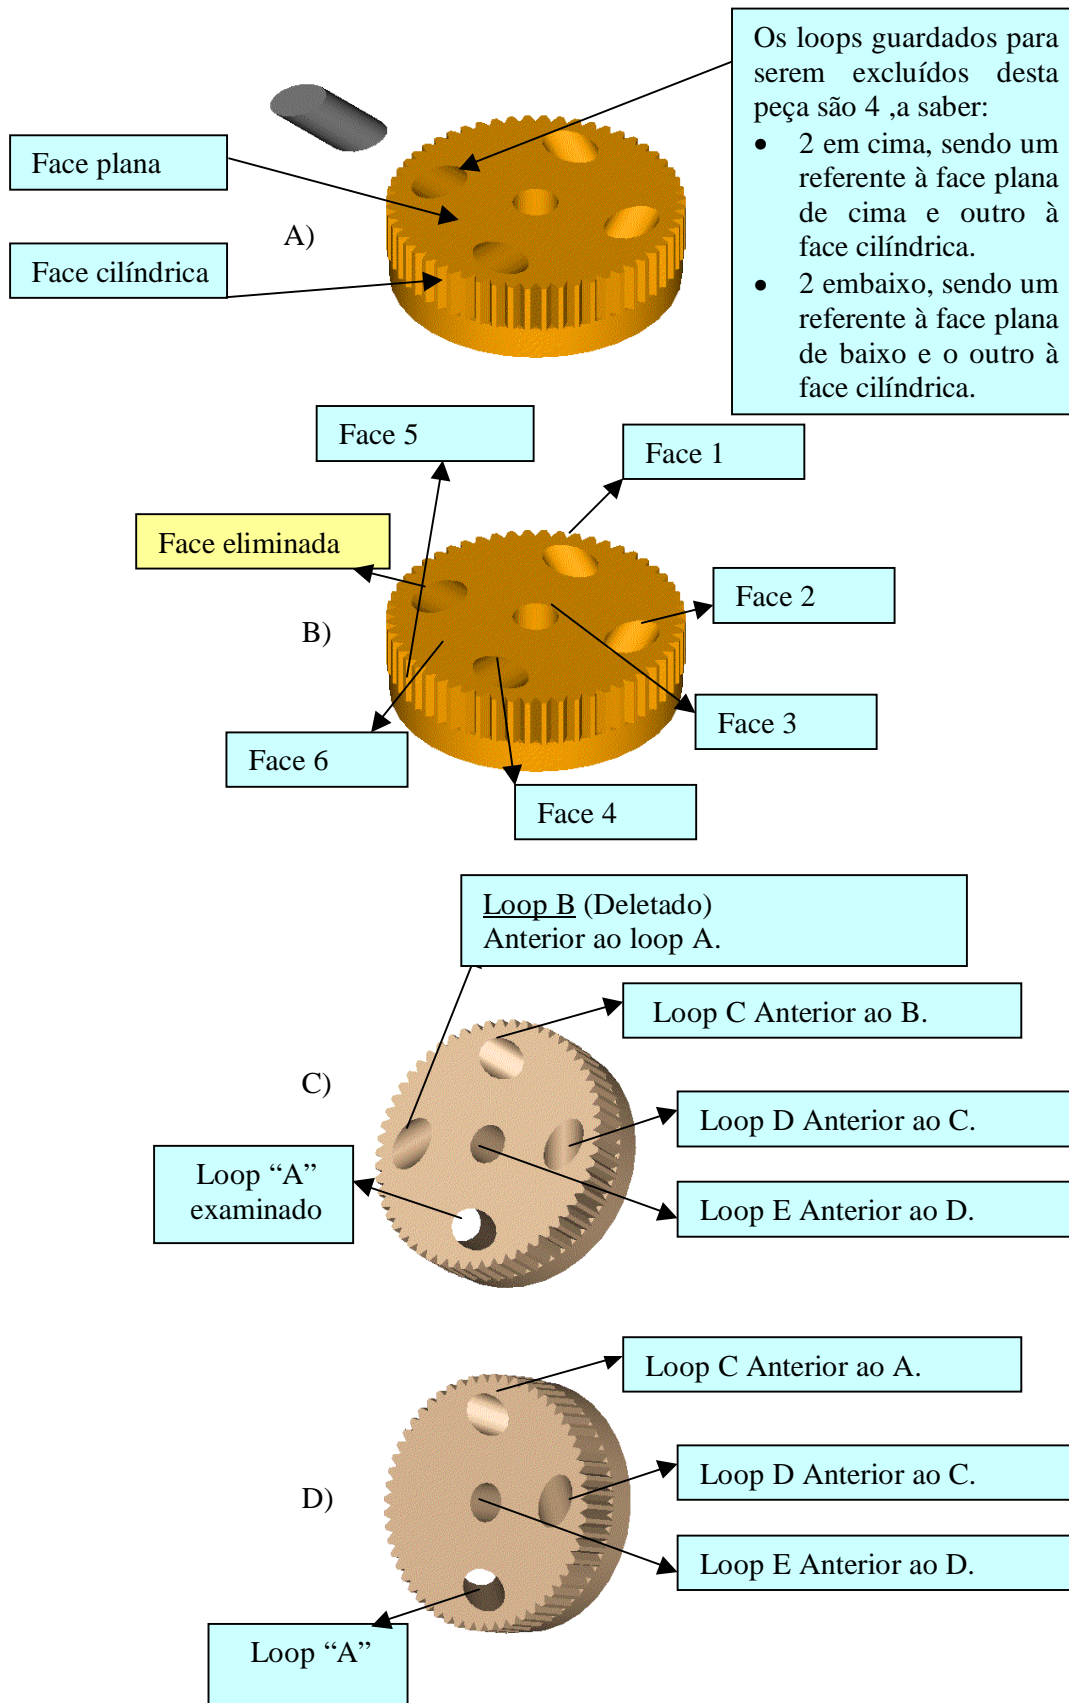 Os loops guardados para
serem excluídos desta
peça são 4 ,a saber:
• 2 em cima, sendo um
referente à face plana
de cima e outro à
face cilíndrica.
• 2 embaixo, sendo um
referente à face plana
de baixo e o outro à
face cilíndrica.
Face plana
A)
Face cilíndrica
Face 5
Face 1
Face eliminada
Face 2
B)
Face 3
Face 6
Face 4
Loop B (Deletado)
Anterior ao loop A.
Loop C Anterior ao B.
C)
Loop D Anterior ao C.
Loop “A”
examinado
Loop E Anterior ao D.
Loop C Anterior ao A.
Loop D Anterior ao C.
D)
Loop E Anterior ao D.
Loop “A”